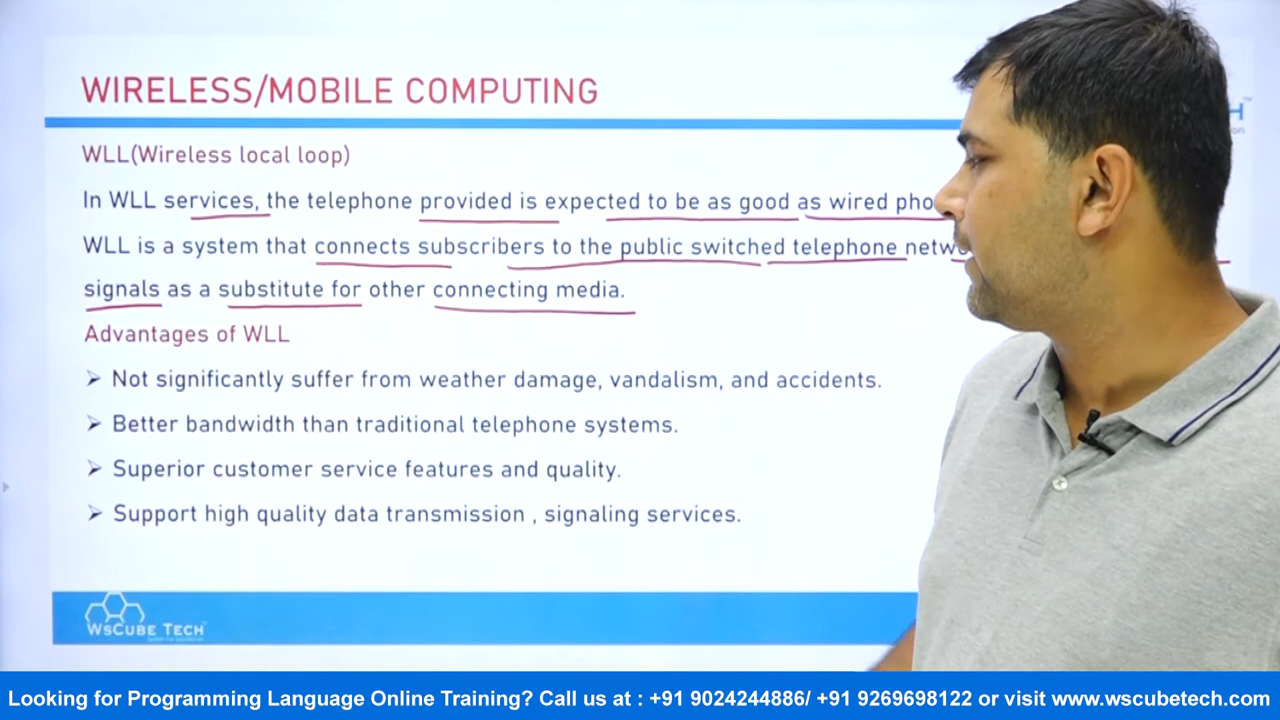 WIRELESS/MOBILE COMPUTING
H
TM
on
WLL(Wireless local loop)
In WLL services, the telephone provided is expected to be as good as wired
WLL is a system that connects subscribers to the public switched telephone
signals as a substitute for other connecting media.
Advantages of WLL
➢ Not significantly suffer from weather damage, vandalism, and accidents.
➢ Better bandwidth than traditional telephone systems.
➢ Superior customer service features and quality.
➢ Support high quality data transmission , signaling services.
WsCube Tech
Looking for Programming Language Online Training? Call us at : +91 9024244886/ +91 9269698122 or visit www.wscubetech.com